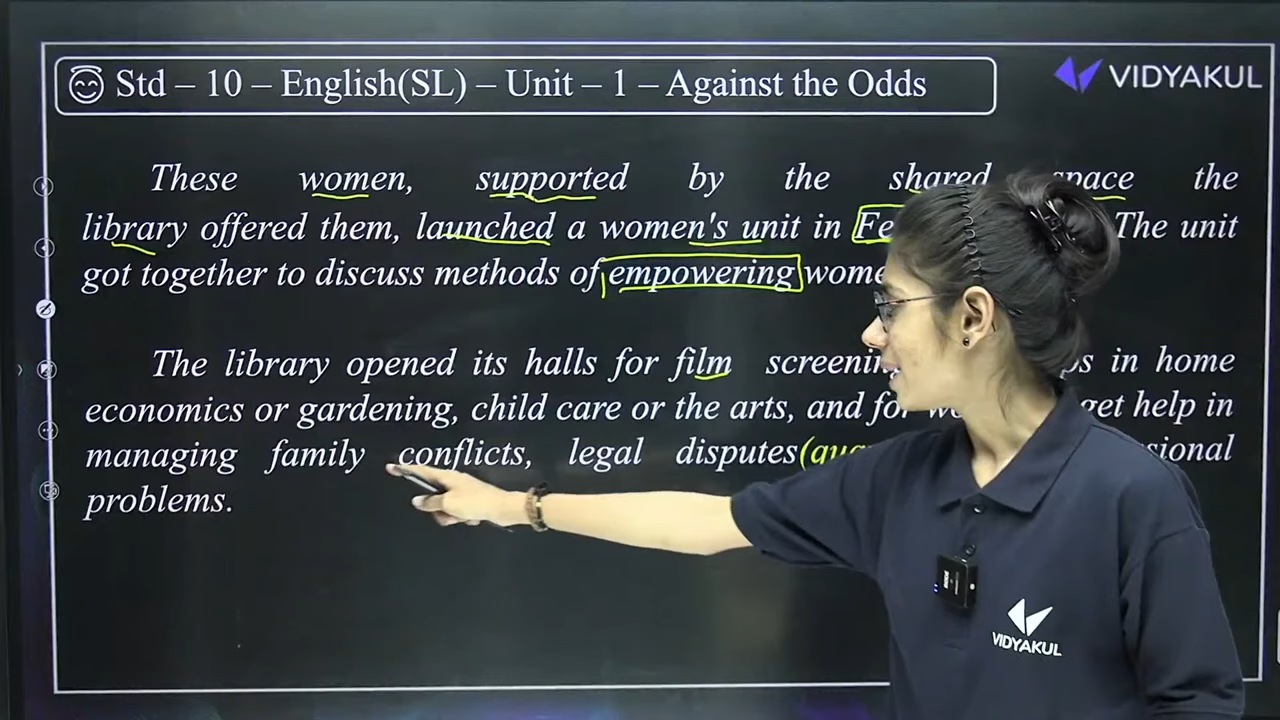 Std – 10 – English(SL) – Unit – 1 – Against the Odds
VIDYAKUL
These women, supported by the shared space the
library offered them, launched a women's unit in The unit
got together to discuss methods of empowering
The library opened its halls for film in home
economics or gardening, child care or the arts, and get help in
managing family conflicts, legal disputes
problems.
VIDYAKUL